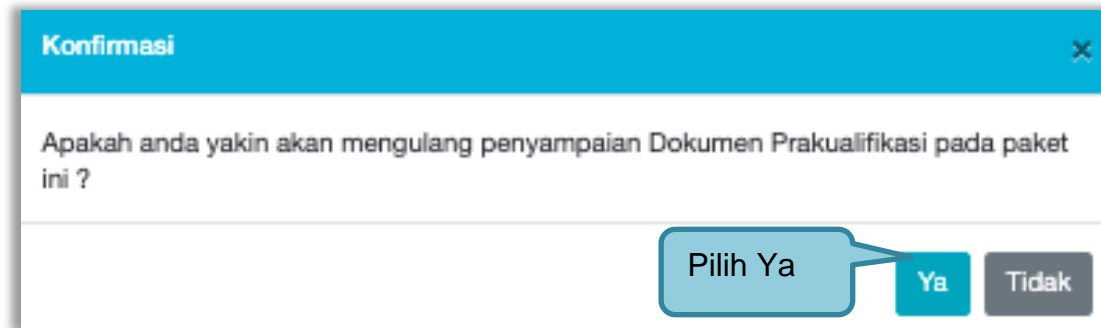 Konfirmasi
×
Apakah anda yakin akan mengulang penyampaian Dokumen Prakualifikasi pada paket
ini ?
Pilih Ya
Ya
Tidak